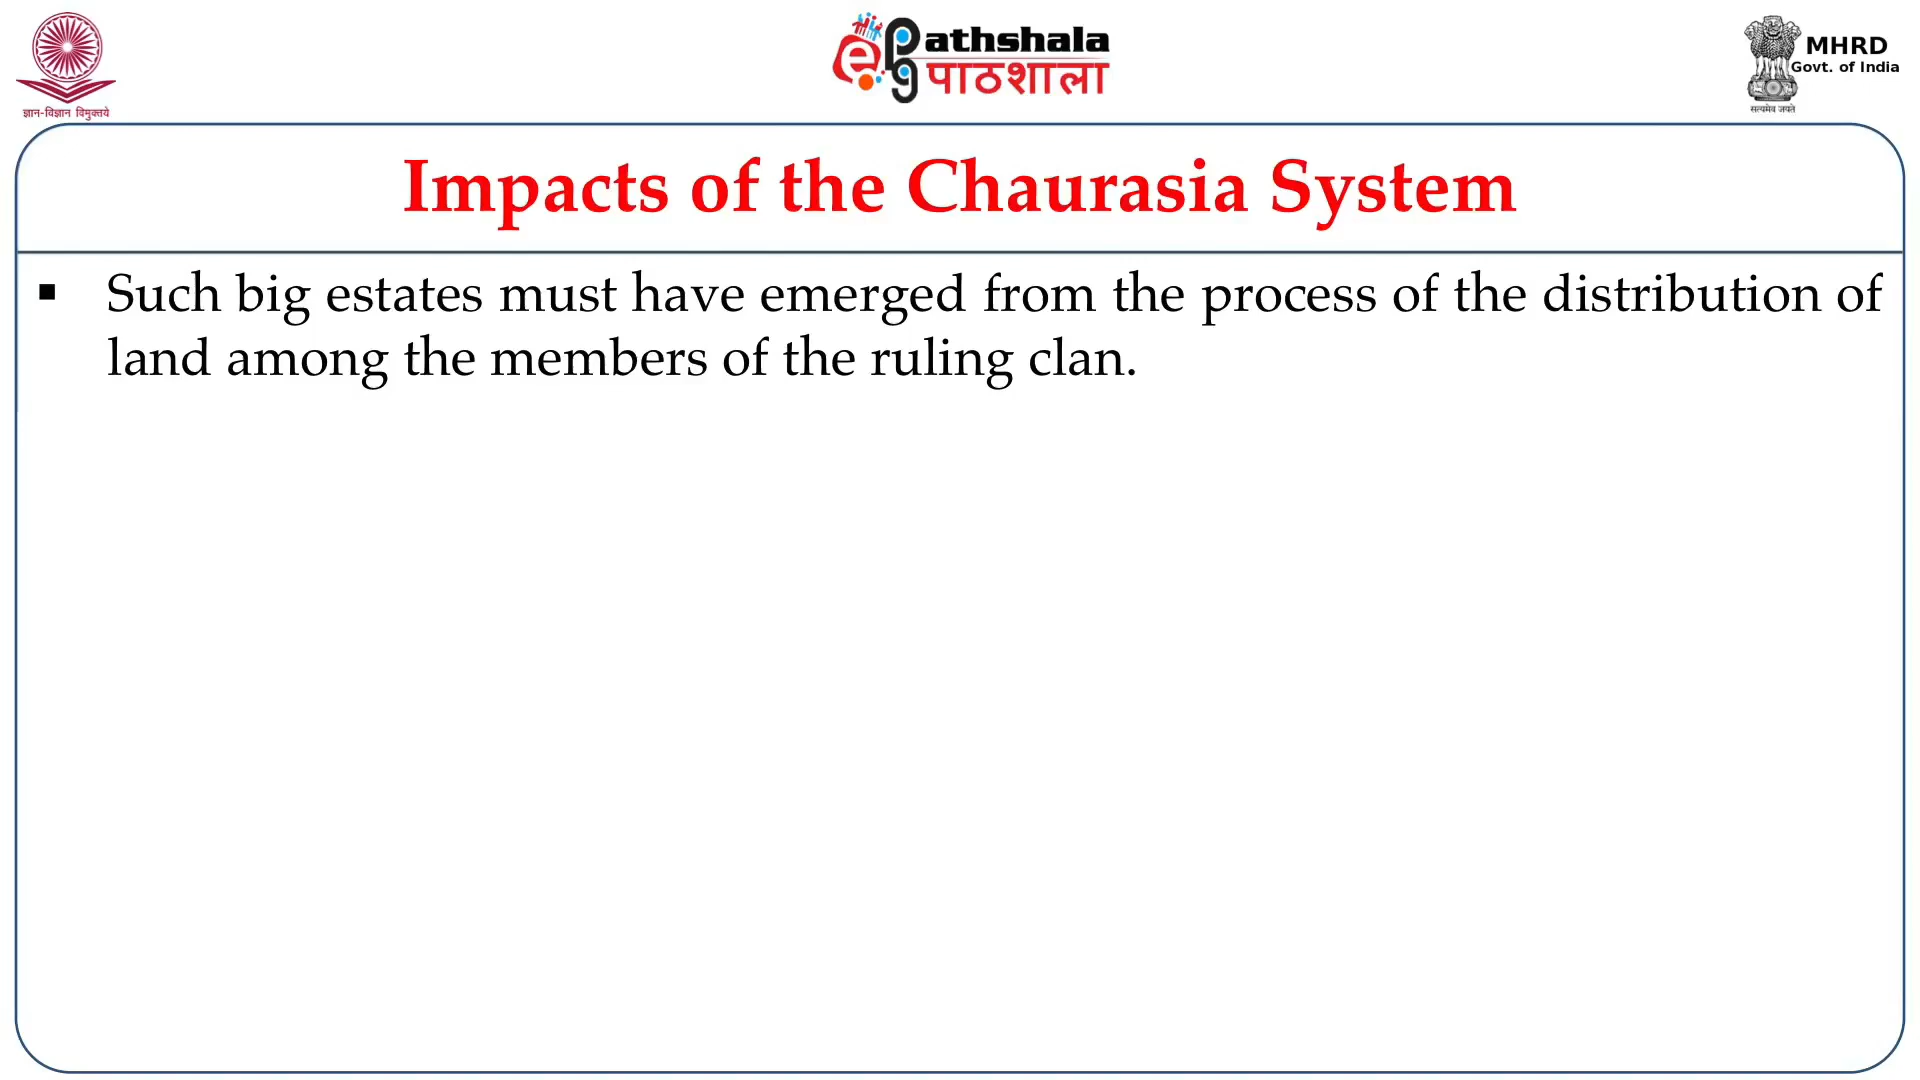 ज्ञान-विज्ञान विमुक्तये
ePathshala
पाठशाला
सत्यमेव जयते
MHRD
Govt. of India
Impacts of the Chaurasia System
▪ Such big estates must have emerged from the process of the distribution of
land among the members of the ruling clan.